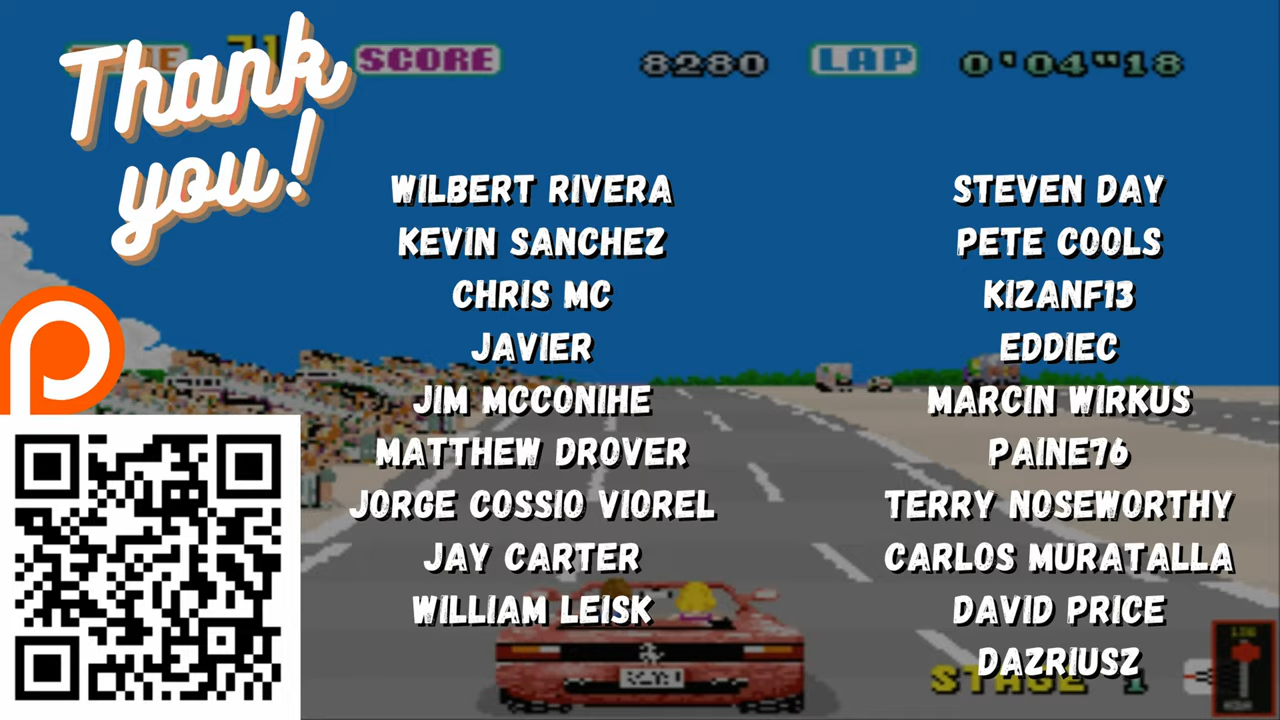 Thank
you!
SCORE
8280
LAP
0'04"18
WILBERT RIVERA
KEVIN SANCHEZ
CHRIS MC
JAVIER
JIM MCCONIHE
MATTHEW DROVER
JORGE COSSIO VIOREL
JAY CARTER
WILLIAM LEISK
STEVEN DAY
PETE COOLS
KIZANF13
EDDIEC
MARCIN WIRKUS
PAINE76
TERRY NOSEWORTHY
CARLOS MURATALLA
DAVID PRICE
DAZRIUSZ
STAGE 1